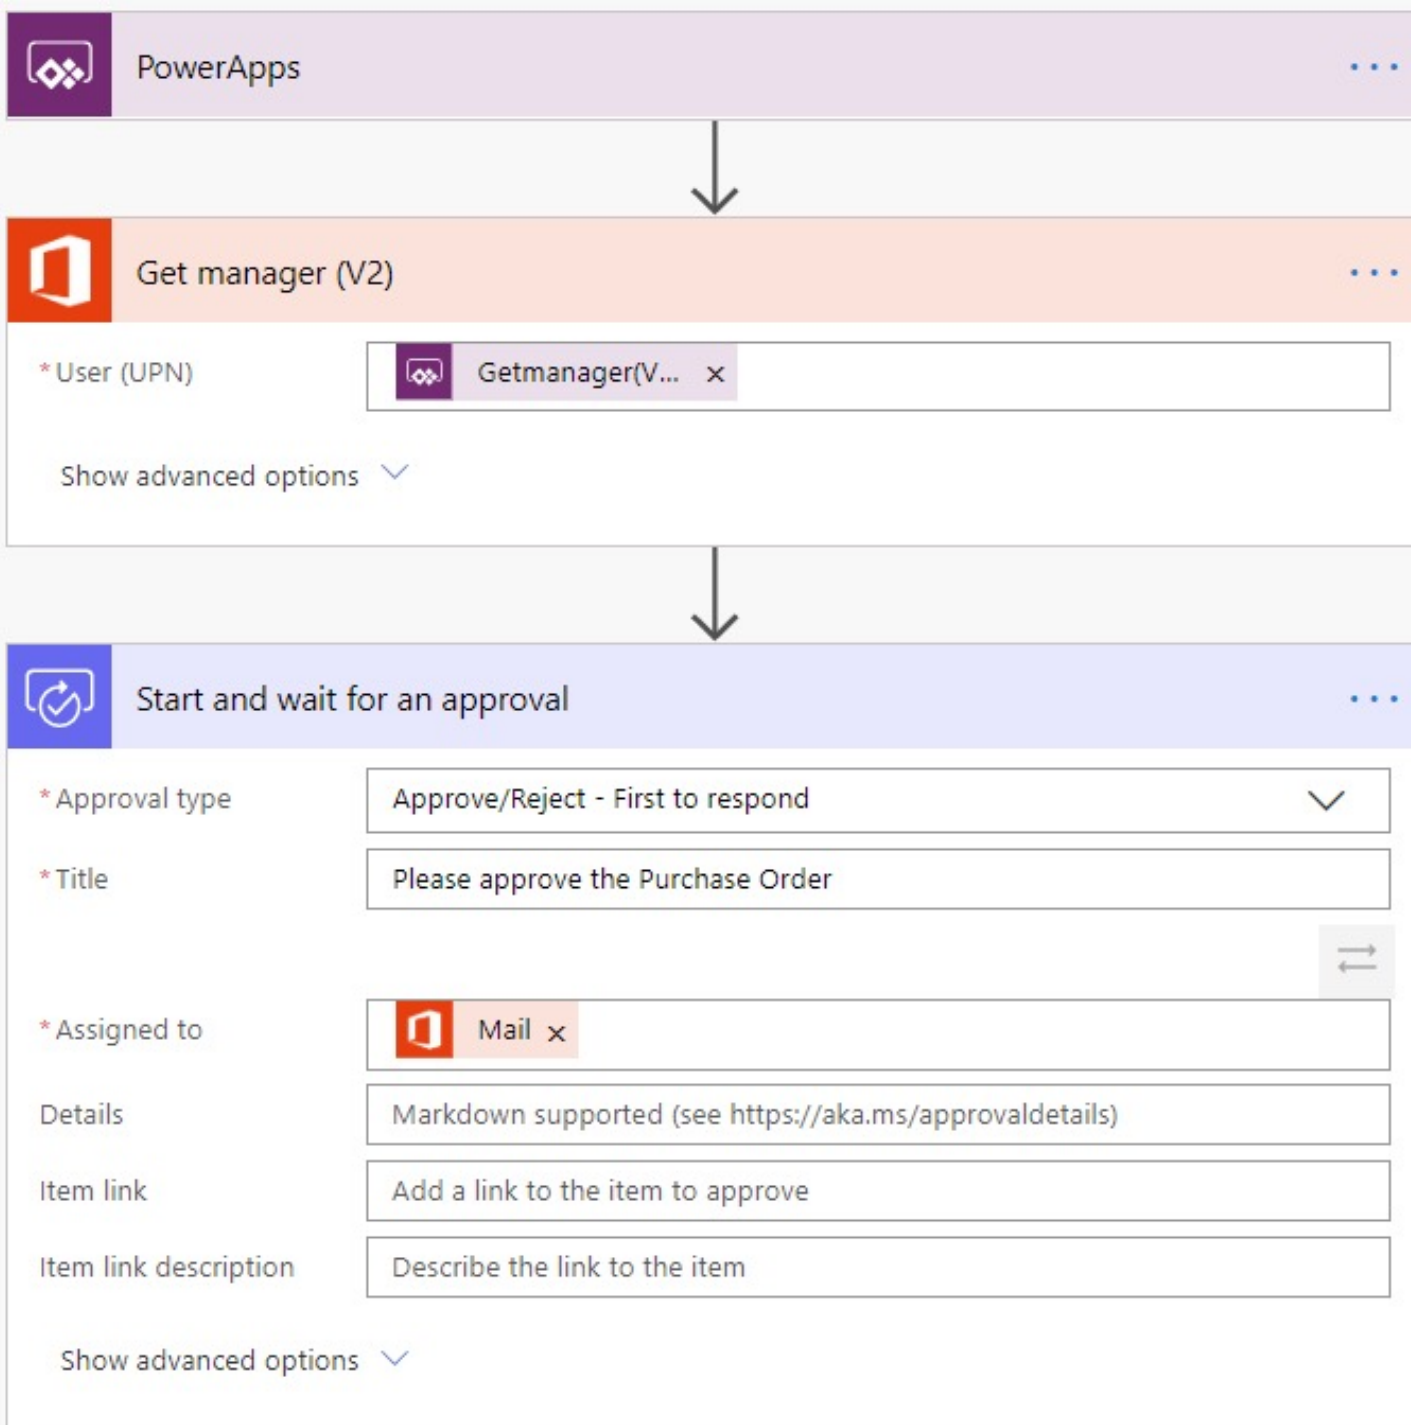 PowerApps
Get manager (V2)
* User (UPN)
Getmanager(V... ×
Show advanced options
Start and wait for an approval
* Approval type
Approve/Reject - First to respond
* Title
Please approve the Purchase Order
* Assigned to
Mail ×
Details
Markdown supported (see https://aka.ms/approvaldetails)
Item link
Add a link to the item to approve
Item link description
Describe the link to the item
Show advanced options